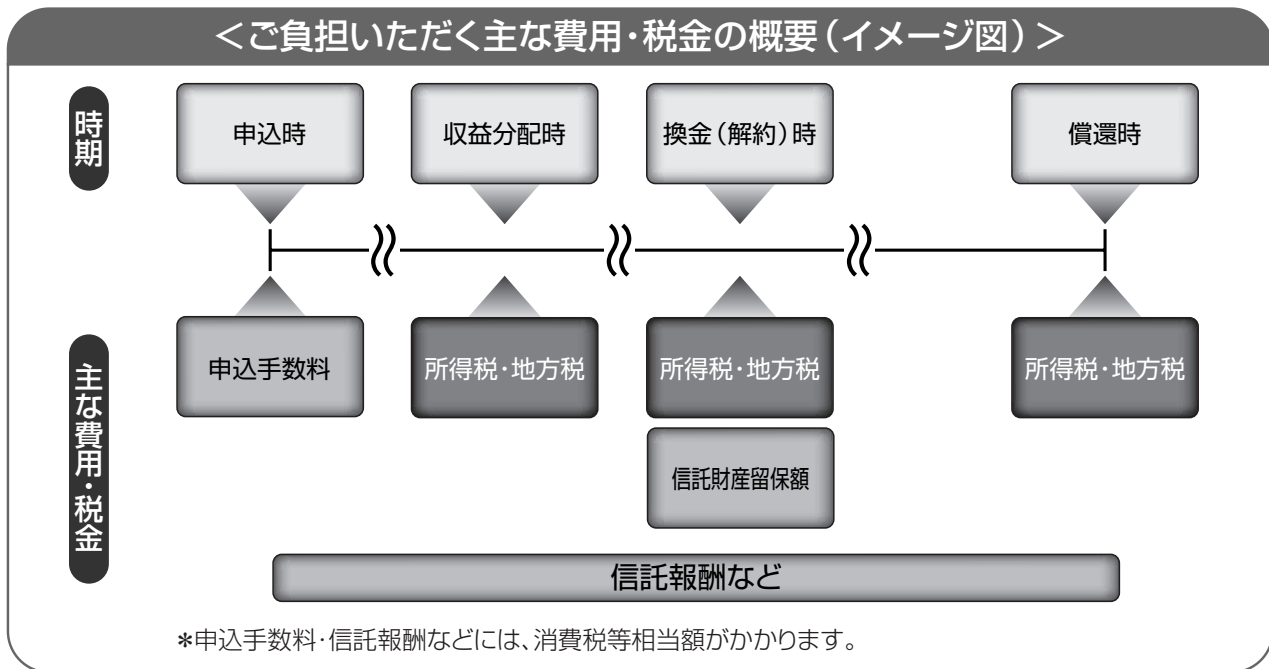 <ご負担いただく主な費用・税金の概要(イメージ図)>
時期
申込時
収益分配時
換金(解約)時
償還時
主な費用・税金
申込手数料
所得税・地方税
所得税・地方税
所得税・地方税
信託財産留保額
信託報酬など
*申込手数料・信託報酬などには、消費税等相当額がかかります。